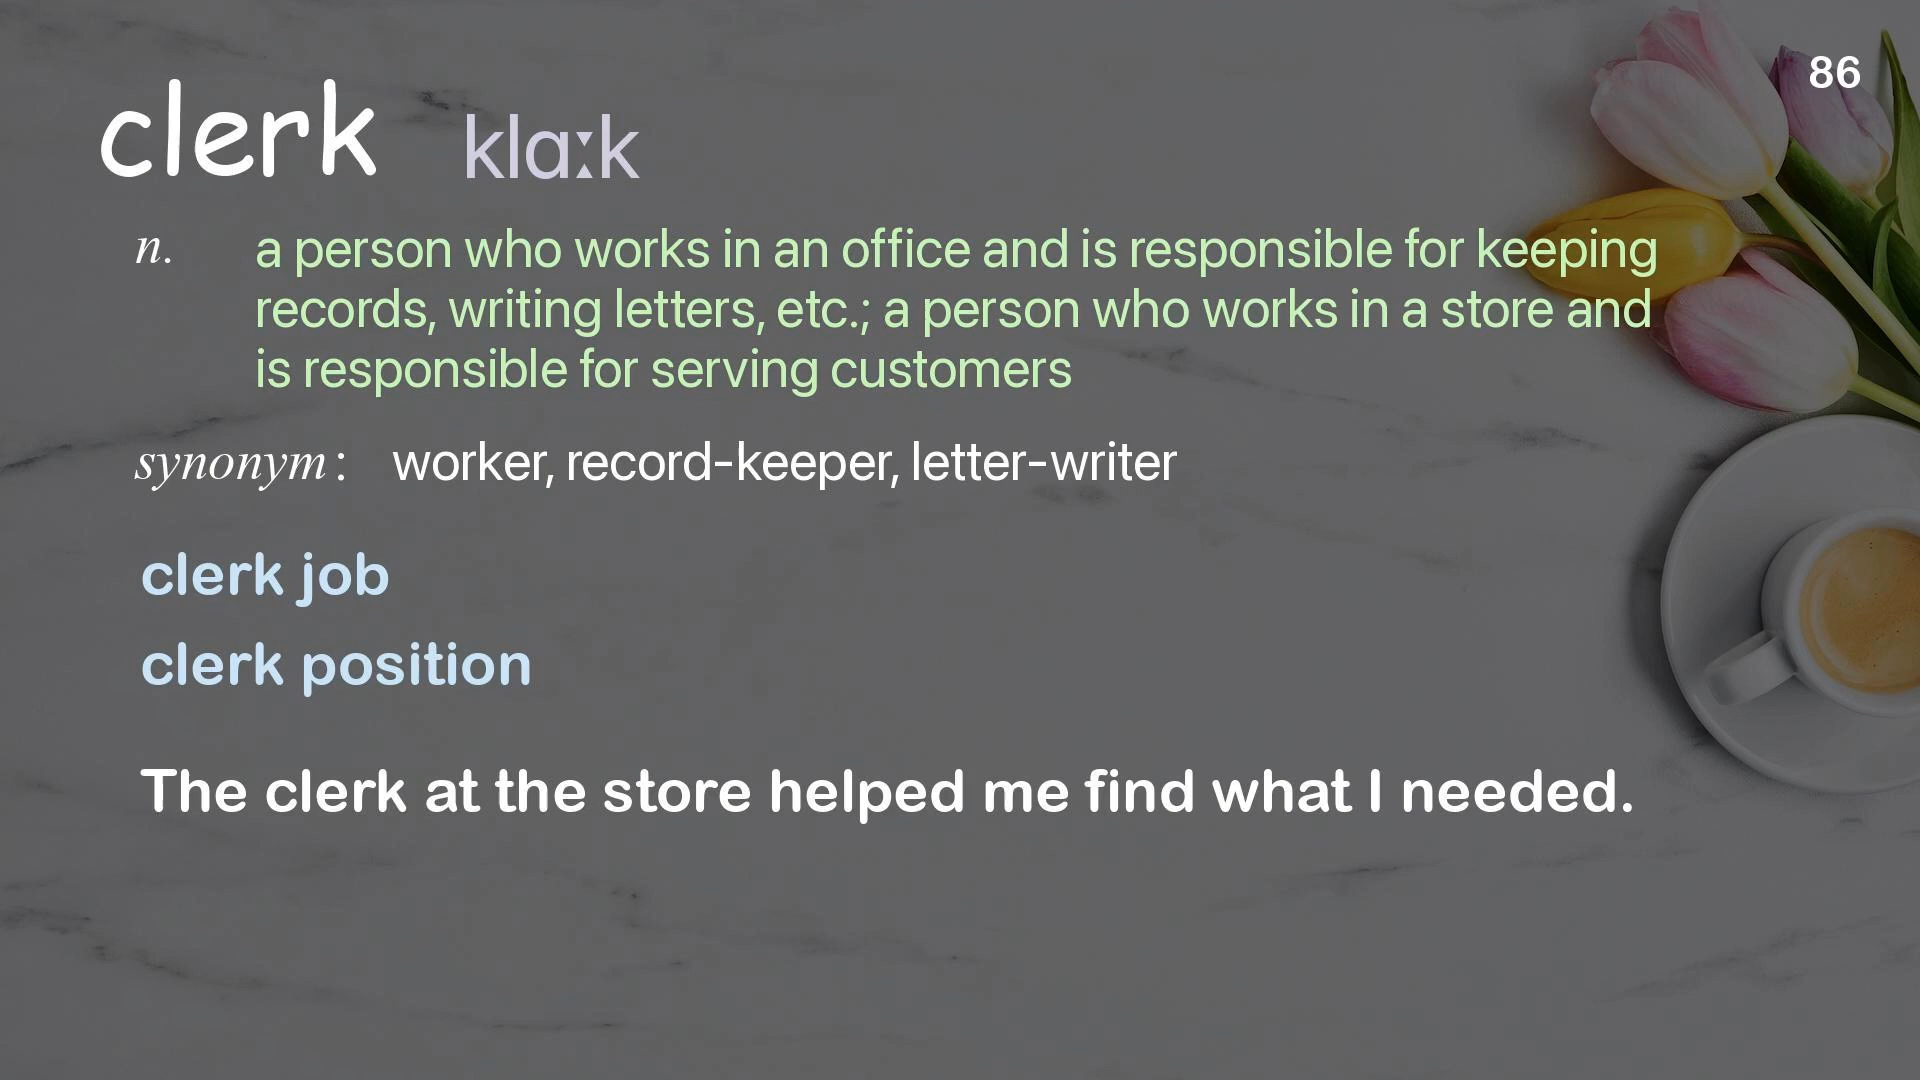 86
clerk klɑːk
n. a person who works in an office and is responsible for keeping
records, writing letters, etc.; a person who works in a store and
is responsible for serving customers
synonym: worker, record-keeper, letter-writer
clerk job
clerk position
The clerk at the store helped me find what I needed.